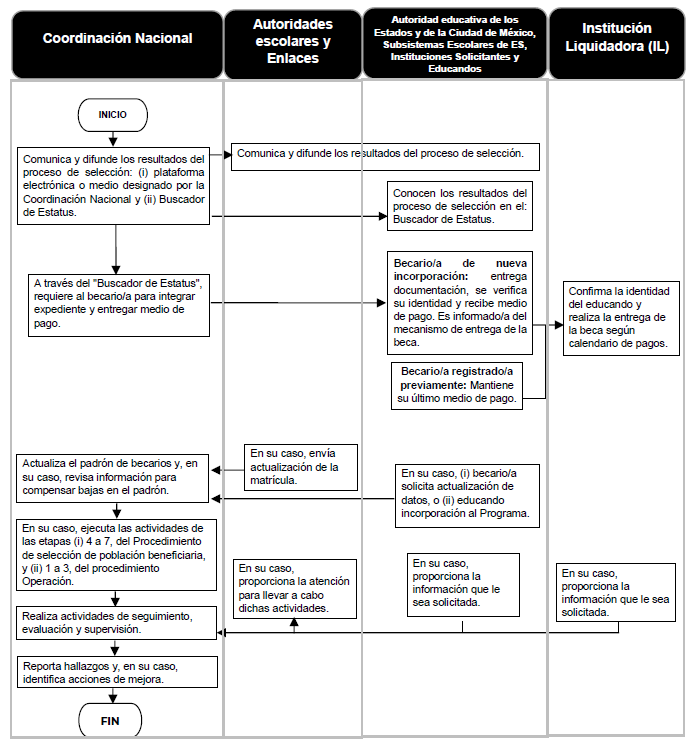 Coordinación Nacional
Autoridades
escolares y
Enlaces
Autoridad educativa de los
Estados y de la Ciudad de México,
Subsistemas Escolares de ES,
Instituciones Solicitantes y
Educandos
Institución
Liquidadora (IL)
INICIO
Comunica y difunde los resultados del
proceso de selección: (i) plataforma
electrónica o medio designado por la
Coordinación Nacional y (ii) Buscador
de Estatus.
Comunica y difunde los resultados del proceso de selección.
Conocen los resultados del
proceso de selección en el:
Buscador de Estatus.
A través del "Buscador de Estatus",
requiere al becario/a para integrar
expediente y entregar medio de
pago.
Becario/a de nueva
incorporación: entrega
documentación, se verifica
su identidad y recibe medio
de pago. Es informado/a del
mecanismo de entrega de la
beca.
Confirma la identidad
del educando y
realiza la entrega de
la beca según
calendario de pagos.
Becario/a registrado/a
previamente: Mantiene
su último medio de pago.
Actualiza el padrón de becarios y, en
su caso, revisa información para
compensar bajas en el padrón.
En su caso, envía
actualización de la
matrícula.
En su caso, (i) becario/a
solicita actualización de
datos, o (ii) educando
incorporación al Programa.
En su caso, ejecuta las actividades de
las etapas (i) 4 a 7, del Procedimiento
de selección de población beneficiaria,
y (ii) 1 a 3, del procedimiento
Operación.
En su caso,
proporciona la atención
para llevar a cabo
dichas actividades.
En su caso,
proporciona la
información que le
sea solicitada.
En su caso,
proporciona la
información que le sea
solicitada.
Realiza actividades de seguimiento,
evaluación y supervisión.
Reporta hallazgos y, en su caso,
identifica acciones de mejora.
FIN